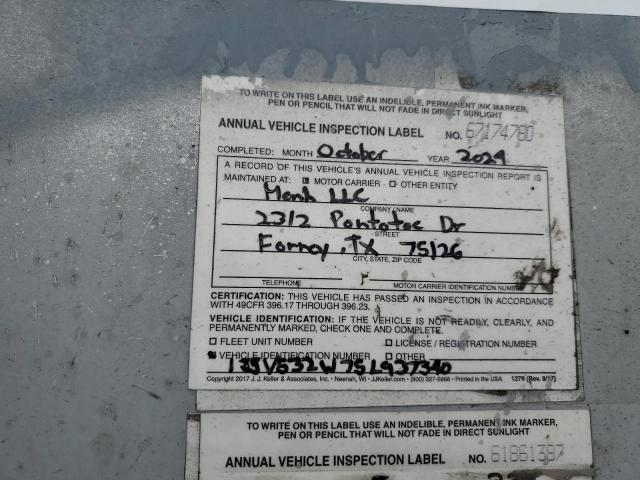 TO WRITE ON THIS LABEL USE AN INDELIBLE, PERMANENT INK MARKER,
PEN OR PENCIL THAT WILL NOT FADE IN DIRECT SUNLIGHT
ANNUAL VEHICLE INSPECTION LABEL NO. 67174780
COMPLETED: MONTH October YEAR 2024
A RECORD OF THIS VEHICLE'S ANNUAL VEHICLE INSPECTION REPORT IS
MAINTAINED AT: MOTOR CARRIER OTHER ENTITY
LLC
COMPANY NAME
2312 Pontotoc Dr
STREET
Forney, TX 75126
CITY, STATE, ZIP CODE
TELEPHONE MOTOR CARRIER IDENTIFICATION NUMBER
CERTIFICATION: THIS VEHICLE HAS PASSED AN INSPECTION IN ACCORDANCE
WITH 49CFR 396.17 THROUGH 396.23.
VEHICLE IDENTIFICATION: IF THE VEHICLE IS NOT READILY, CLEARLY, AND
PERMANENTLY MARKED, CHECK ONE AND COMPLETE.
FLEET UNIT NUMBER LICENSE / REGISTRATION NUMBER
VEHICLE IDENTIFICATION NUMBER OTHER
Copyright 2017 J. J. Keller & Associates, Inc. • Neenah, WI • JJKeller.com • (800) 327-6868 • Printed in the USA 1279 (Rev. 8/17)
TO WRITE ON THIS LABEL USE AN INDELIBLE, PERMANENT INK MARKER,
PEN OR PENCIL THAT WILL NOT FADE IN DIRECT SUNLIGHT
ANNUAL VEHICLE INSPECTION LABEL NO. 61861387